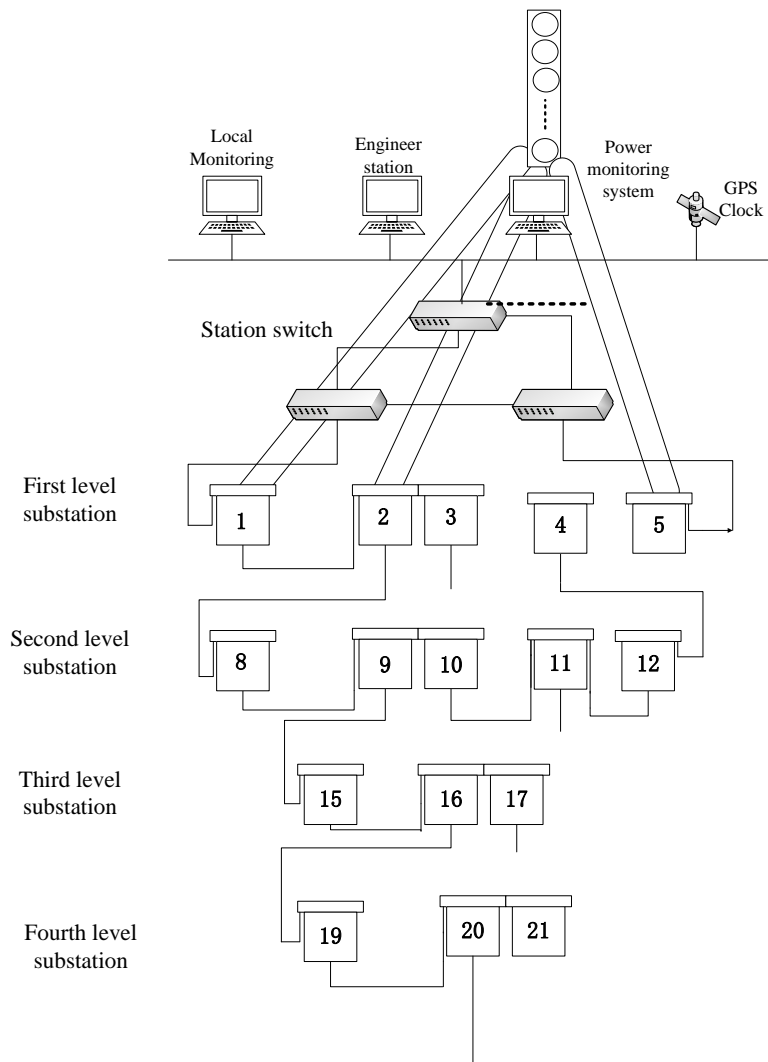 Local
Monitoring
Engineer
station
Power
monitoring
system
GPS
Clock
Station switch
First level
substation
1
2
3
4
5
Second level
substation
8
9
10
11
12
Third level
substation
15
16
17
Fourth level
substation
19
20
21